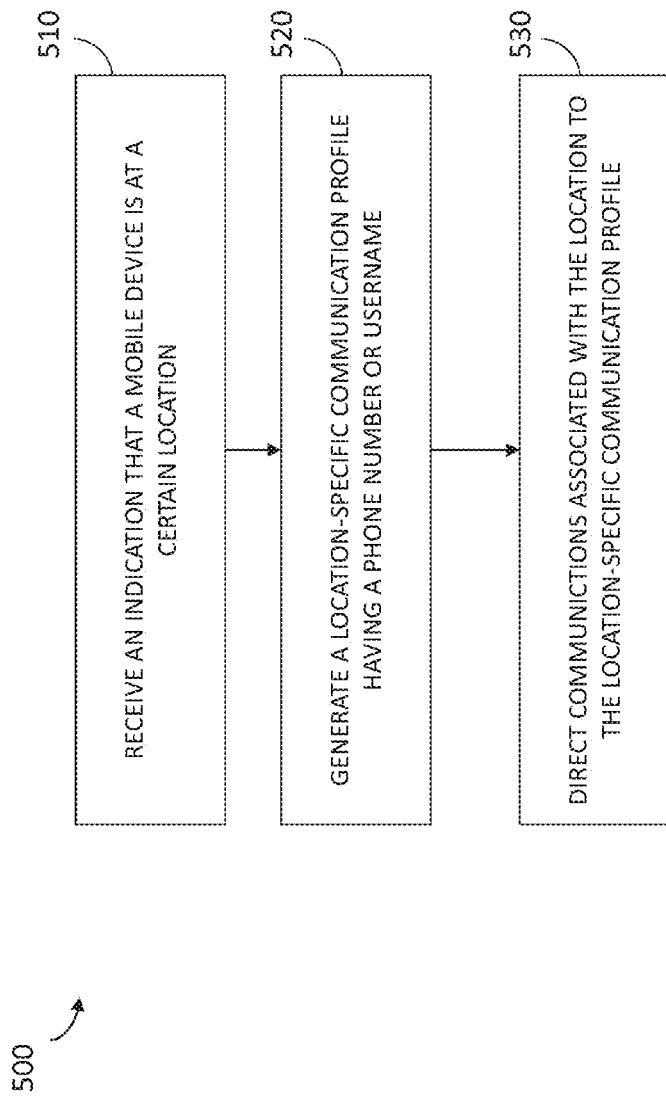 500
510
RECEIVE AN INDICATION THAT A MOBILE DEVICE IS AT A
CERTAIN LOCATION
520
GENERATE A LOCATION-SPECIFIC COMMUNICATION PROFILE
HAVING A PHONE NUMBER OR USERNAME
530
DIRECT COMMUNICTIONS ASSOCIATED WITH THE LOCATION TO
THE LOCATION-SPECIFIC COMMUNICATION PROFILE